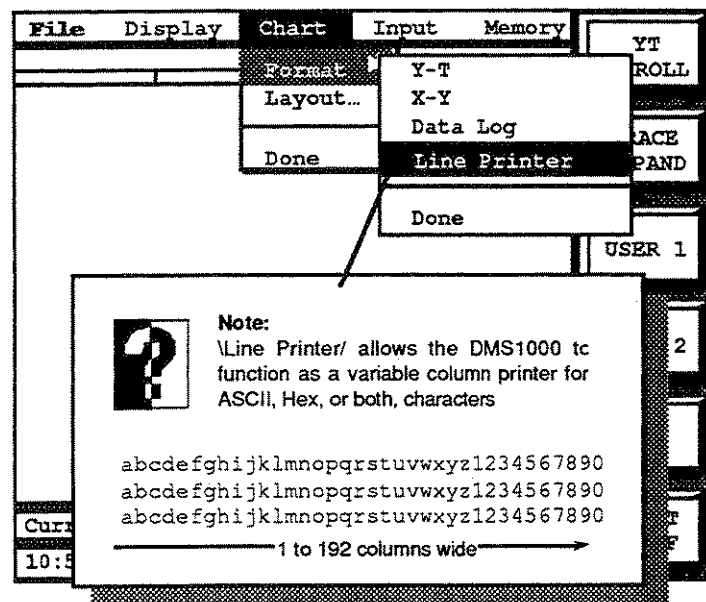 File Display Chart Input Memory
Format
Layout...
Done
Y-T
X-Y
Data Log
Line Printer
Done
YT
ROLL
RACE
PAND
USER 1
2
Note:
\Line Printer/ allows the DMS1000 tc
function as a variable column printer for
ASCII, Hex, or both, characters
abcdefghijklmnopqrstuvwxyz1234567890
abcdefghijklmnopqrstuvwxyz1234567890
abcdefghijklmnopqrstuvwxyz1234567890
1 to 192 columns wide
Curr
10:5